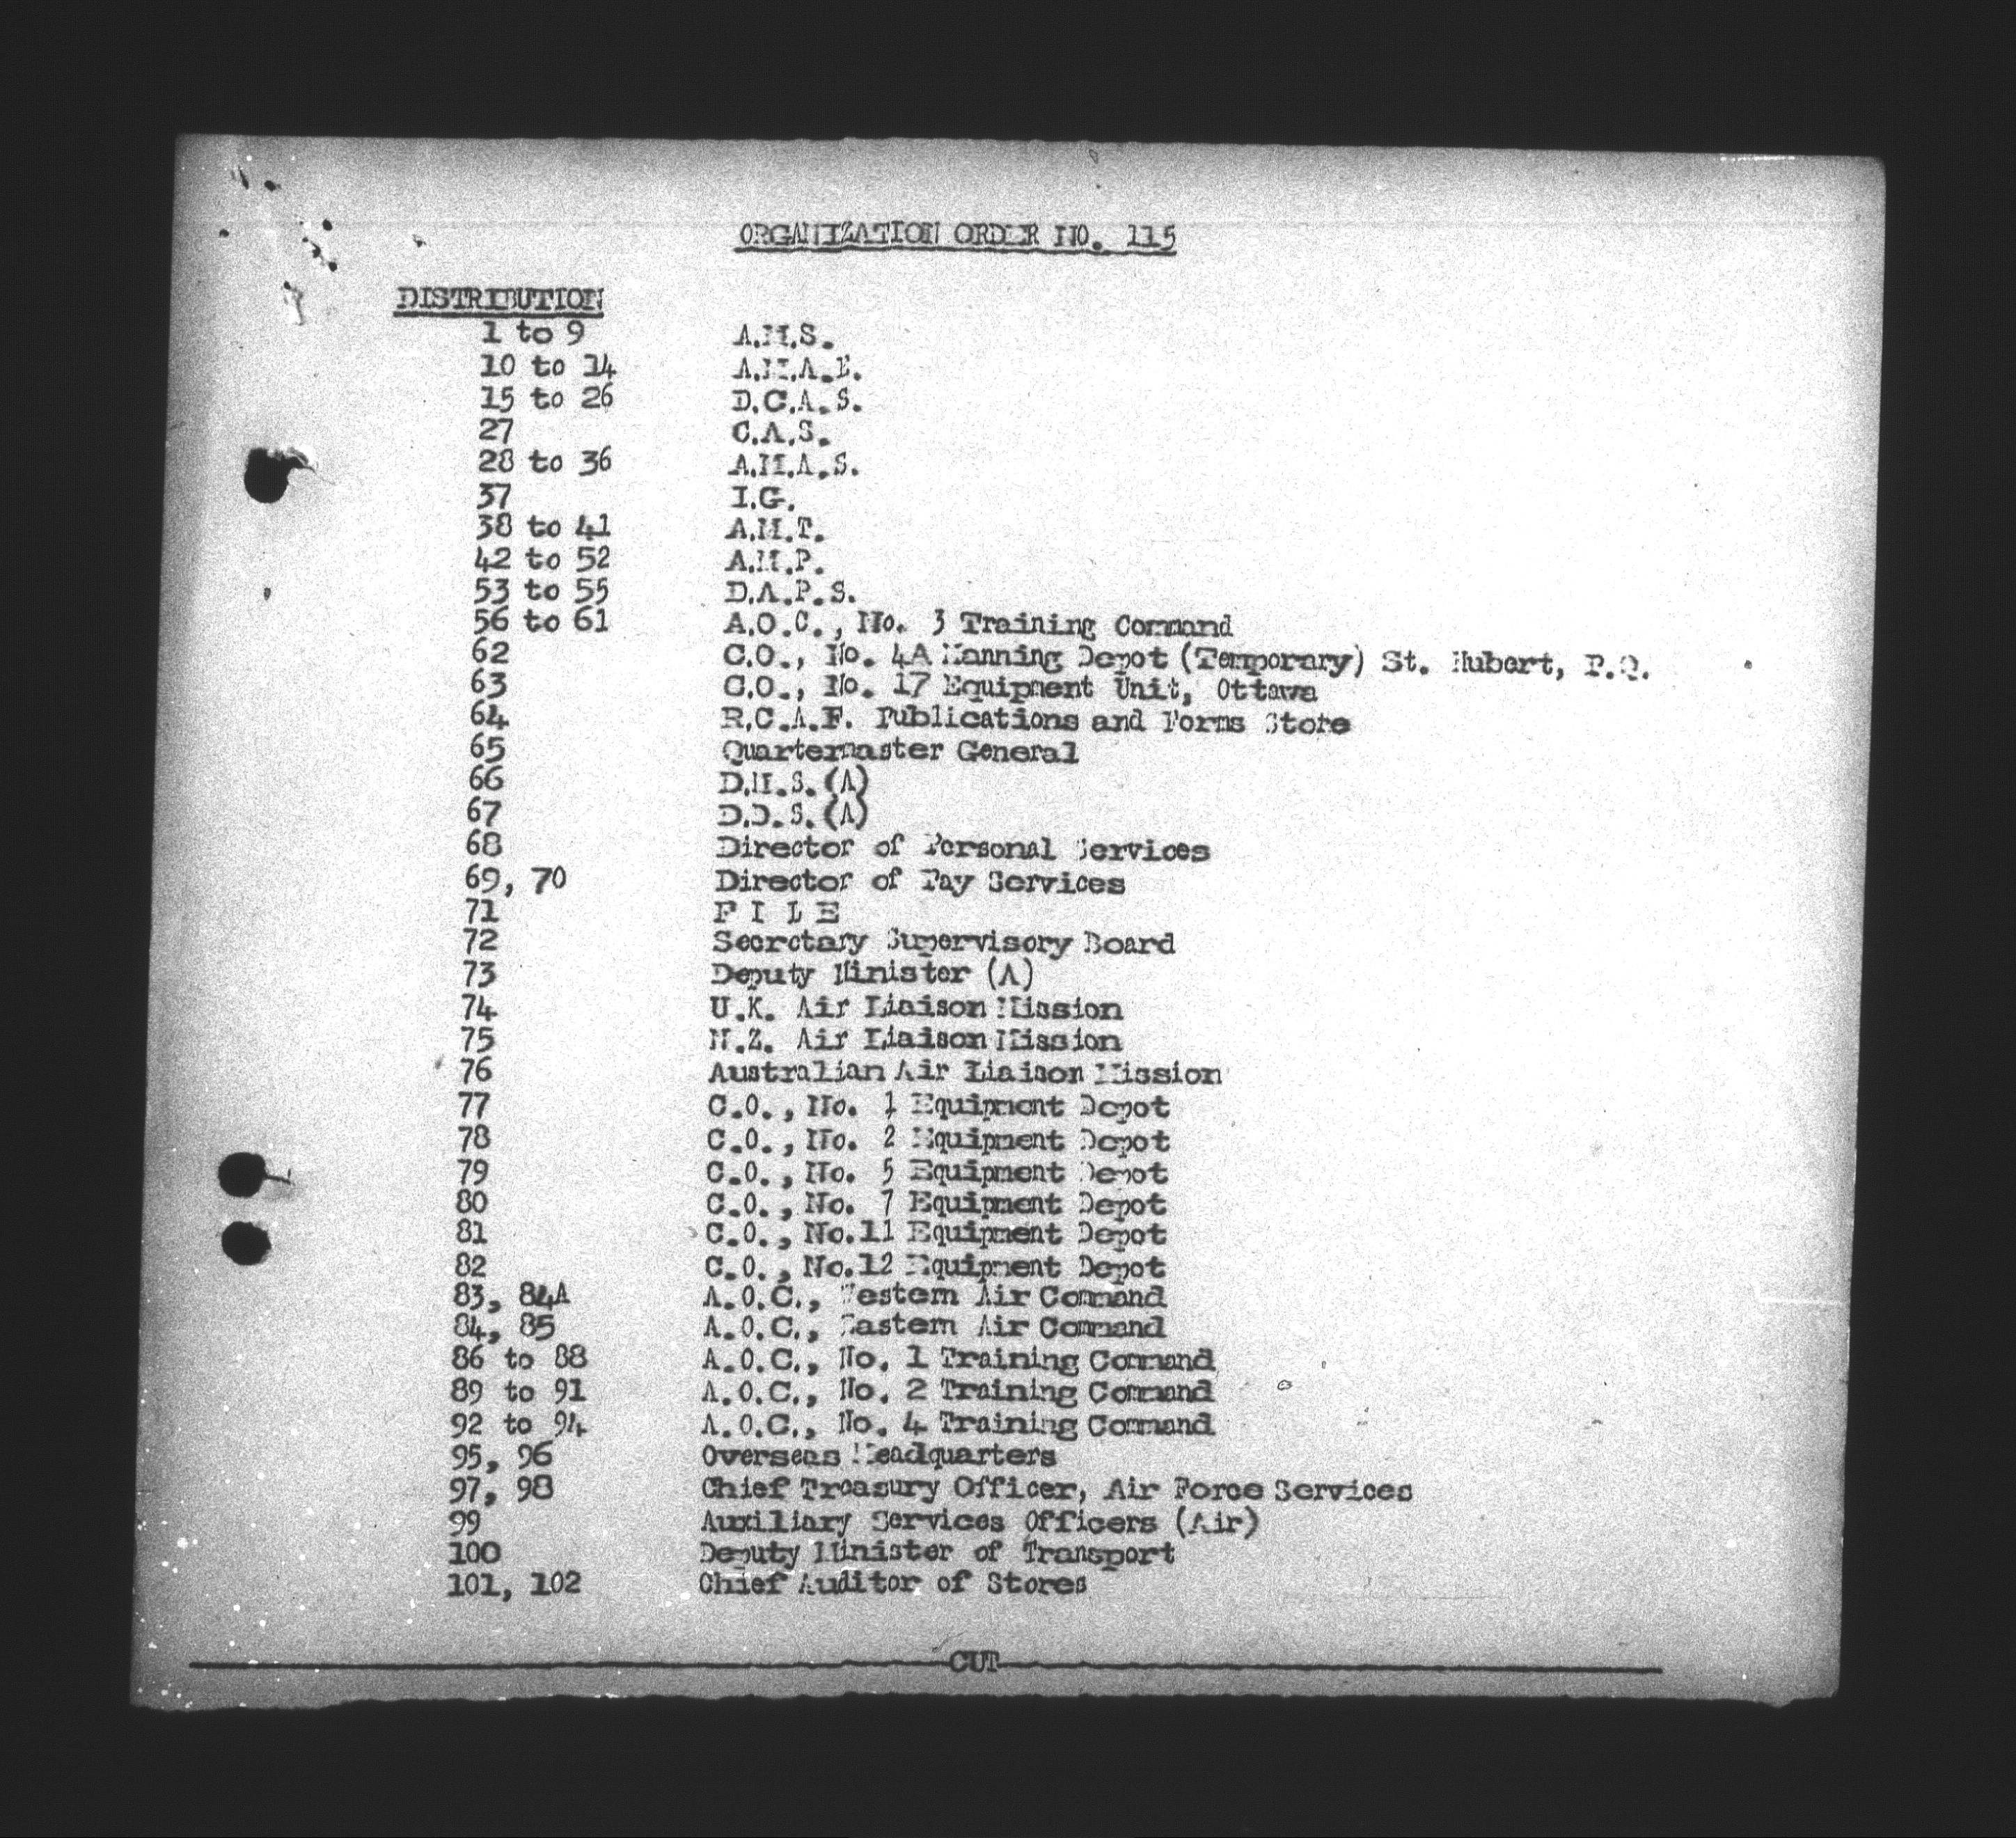 ORGANIZATION ORDER NO. 115
DISTRIBUTION
1 to 9 A.M.S.
10 to 14 A.M.A.E.
15 to 26 D.C.A.S.
27 C.A.S.
28 to 36 A.M.A.S.
37 I.G.
38 to 41 A.M.T.
42 to 52 A.M.P.
53 to 55 D.A.P.S.
56 to 61 A.O.C., No. 3 Training Command
62 C.O., No. 4A Manning Depot (Temporary) St. Hubert, P.Q.
63 C.O., No. 17 Equipment Unit, Ottawa
64 R.C.A.F. Publications and Forms Store
65 Quartermaster General
66 D.M.S.(A)
67 D.D.S.(A)
68 Director of Personal Services
69, 70 Director of Pay Services
71 F I L E
72 Secretary Supervisory Board
73 Deputy Minister (A)
74 U.K. Air Liaison Mission
75 N.Z. Air Liaison Mission
76 Australian Air Liaison Mission
77 C.O., No. 1 Equipment Depot
78 C.O., No. 2 Equipment Depot
79 C.O., No. 5 Equipment Depot
80 C.O., No. 7 Equipment Depot
81 C.O., No.11 Equipment Depot
82 C.O., No.12 Equipment Depot
83, 84A A.O.C., Western Air Command
84, 85 A.O.C., Eastern Air Command
86 to 88 A.O.C., No. 1 Training Command
89 to 91 A.O.C., No. 2 Training Command
92 to 94 A.O.C., No. 4 Training Command
95, 96 Overseas Headquarters
97, 98 Chief Treasury Officer, Air Force Services
99 Auxiliary Services Officers (Air)
100 Deputy Minister of Transport
101, 102 Chief Auditor of Stores
CUT